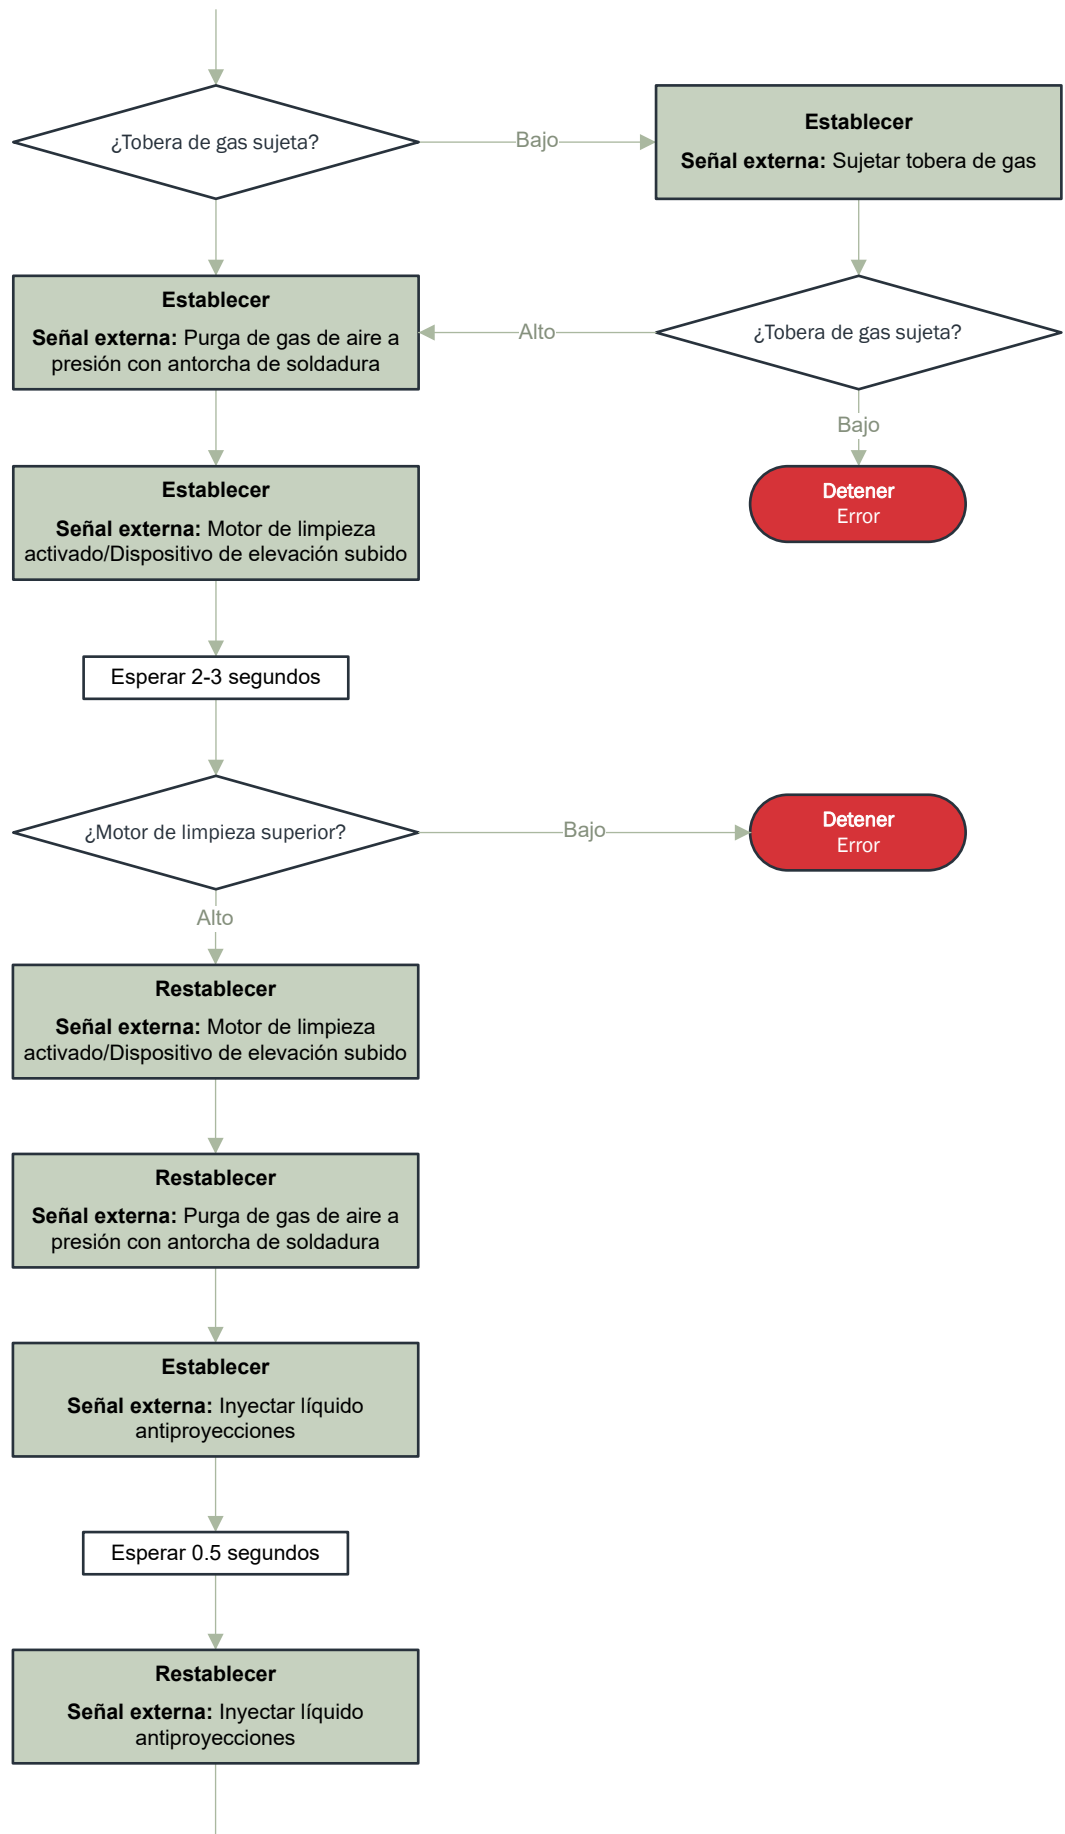 ¿Tobera de gas sujeta?
Bajo
Establecer
Señal externa: Sujetar tobera de gas
Establecer
Señal externa: Purga de gas de aire a
presión con antorcha de soldadura
Alto
¿Tobera de gas sujeta?
Bajo
Detener
Error
Establecer
Señal externa: Motor de limpieza
activado/Dispositivo de elevación subido
Esperar 2-3 segundos
¿Motor de limpieza superior?
Bajo
Detener
Error
Alto
Restablecer
Señal externa: Motor de limpieza
activado/Dispositivo de elevación subido
Restablecer
Señal externa: Purga de gas de aire a
presión con antorcha de soldadura
Establecer
Señal externa: Inyectar líquido
antiproyecciones
Esperar 0.5 segundos
Restablecer
Señal externa: Inyectar líquido
antiproyecciones